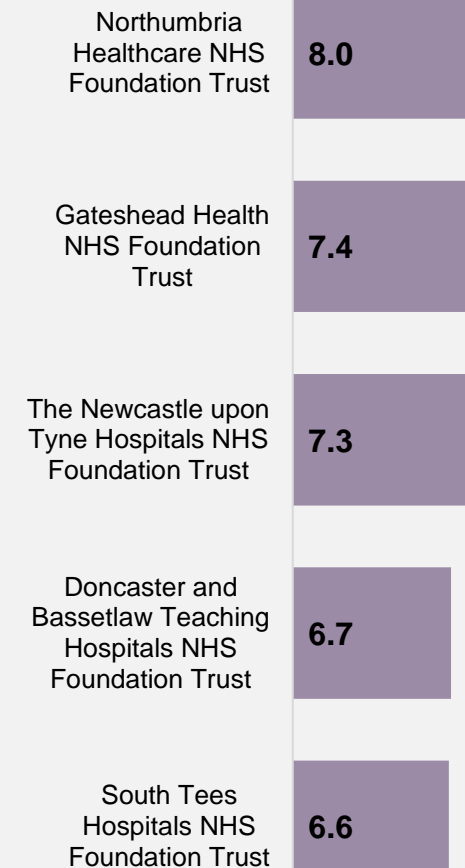 Northumbria
Healthcare NHS
Foundation Trust
8.0
Gateshead Health
NHS Foundation
Trust
7.4
The Newcastle upon
Tyne Hospitals NHS
Foundation Trust
7.3
Doncaster and
Bassetlaw Teaching
Hospitals NHS
Foundation Trust
6.7
South Tees
Hospitals NHS
Foundation Trust
6.6